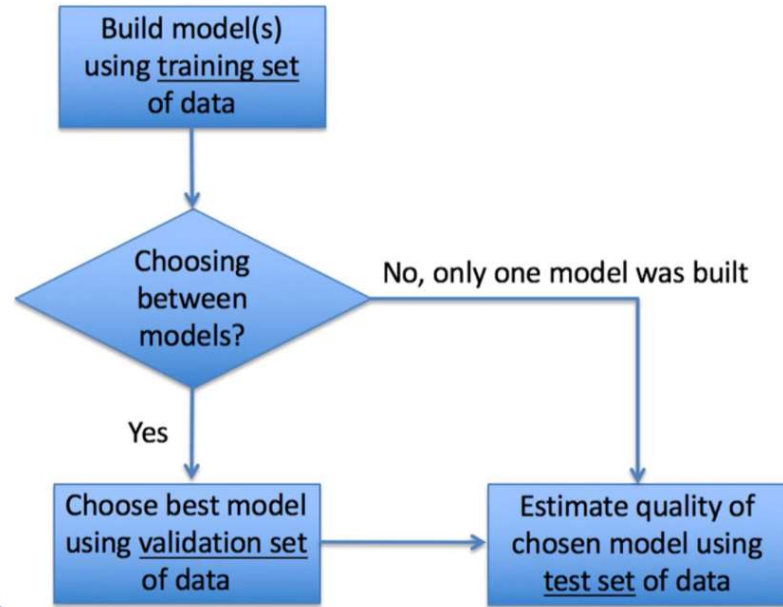 Build model(s)
using training set
of data
Choosing
between
models?
No, only one model was built
Yes
Choose best model
using validation set
of data
Estimate quality of
chosen model using
test set of data